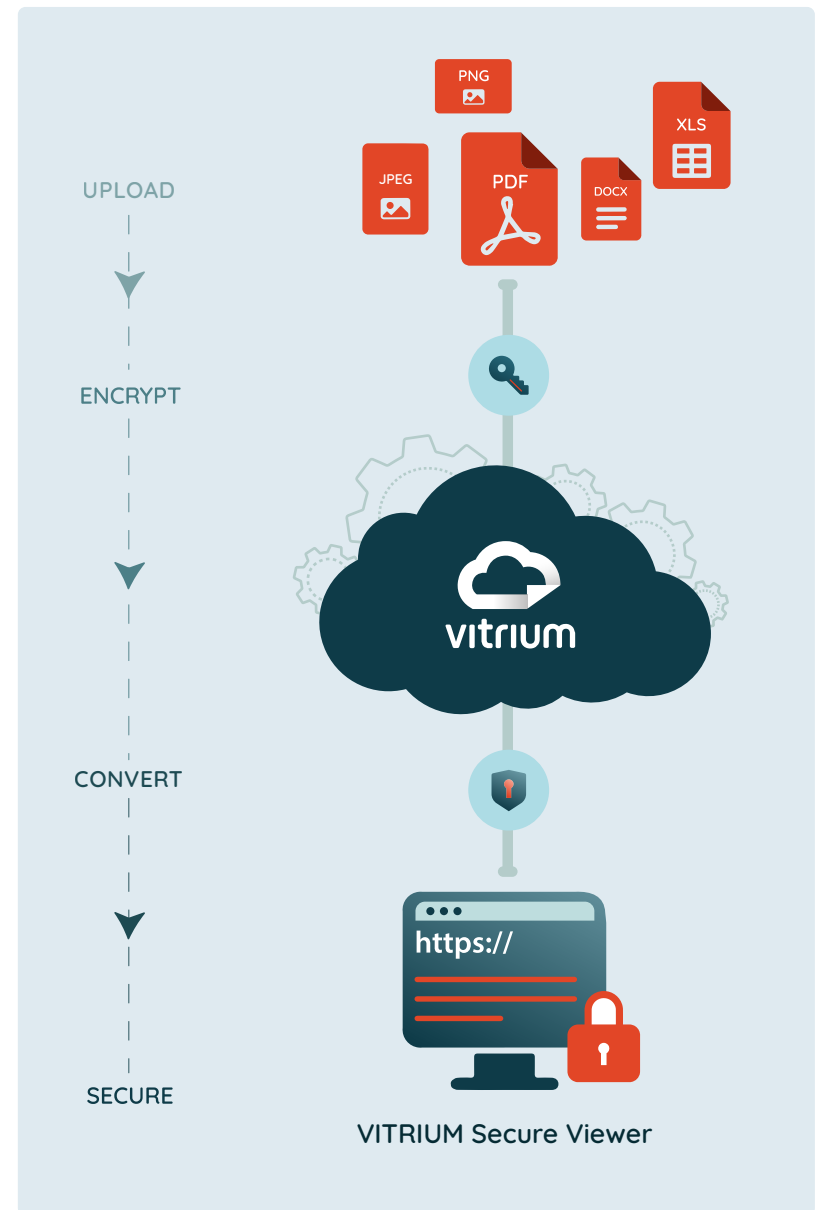 PNG
XLS
JPEG
PDF
DOCX
UPLOAD
ENCRYPT
vitrium
CONVERT
https://
SECURE
VITRIUM Secure Viewer